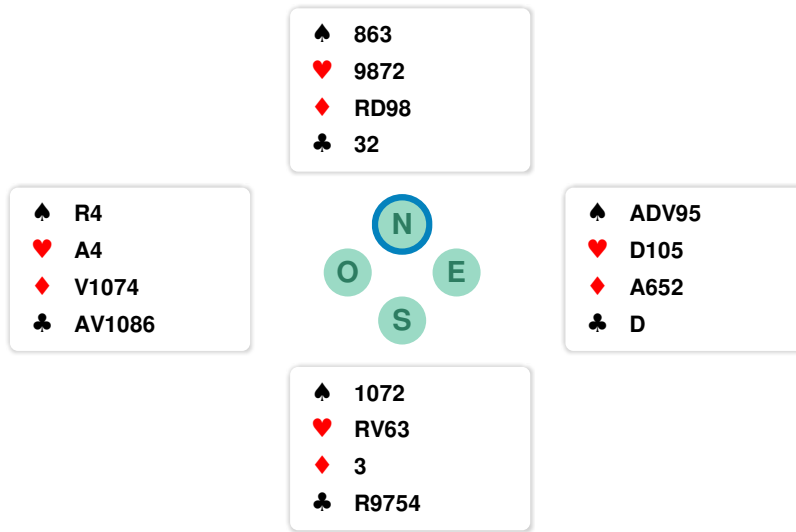 ♠ 863
♥ 9872
♦ RD98
♣ 32
♠ R4
♥ A4
♦ V1074
♣ AV1086
N
O
E
S
♠ ADV95
♥ D105
♦ A652
♣ D
♠ 1072
♥ RV63
♦ 3
♣ R9754